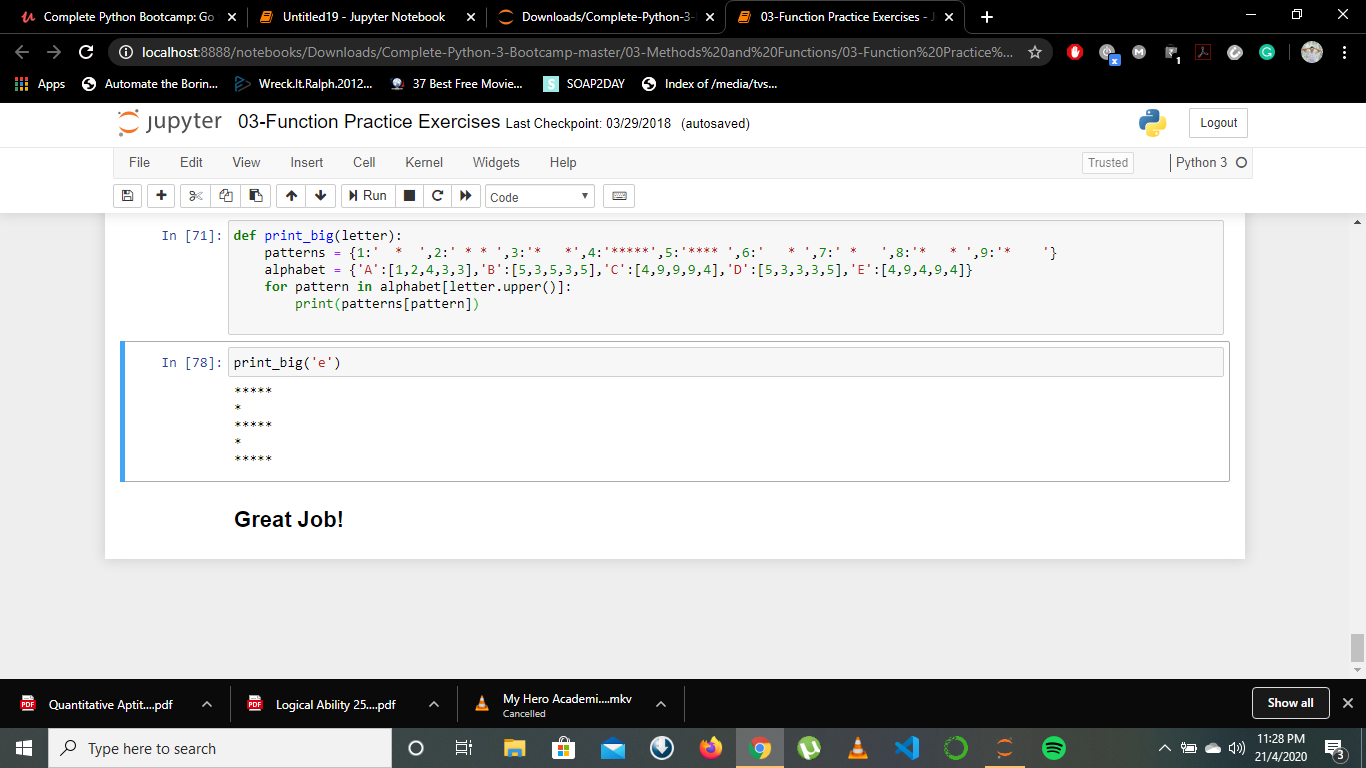 Complete Python Bootcamp: Go
Untitled19 - Jupyter Notebook
Downloads/Complete-Python-3-
03-Function Practice Exercises - J
localhost:8888/notebooks/Downloads/Complete-Python-3-Bootcamp-master/03-Methods%20and%20Functions/03-Function%20Practice%...
Apps
Automate the Borin...
Wreck.It.Ralph.2012...
37 Best Free Movie...
SOAP2DAY
Index of /media/tvs...
jupyter 03-Function Practice Exercises Last Checkpoint: 03/29/2018 (autosaved)
Logout
File Edit View Insert Cell Kernel Widgets Help
Trusted
Python 3
Run
Code
In [71]: def print_big(letter):
    patterns = {1:'  *  ',2:' * * ',3:'*   *',4:'*****',5:'**** ',6:'   * ',7:' *   ',8:'*   * ',9:'*    '}
    alphabet = {'A':[1,2,4,3,3],'B':[5,3,5,3,5],'C':[4,9,9,9,4],'D':[5,3,3,3,5],'E':[4,9,4,9,4]}
    for pattern in alphabet[letter.upper()]:
        print(patterns[pattern])
In [78]: print_big('e')
*****
*
*****
*
*****
Great Job!
Quantitative Aptit....pdf
Logical Ability 25....pdf
My Hero Academi....mkv
Cancelled
Show all
Type here to search
11:28 PM
21/4/2020
3